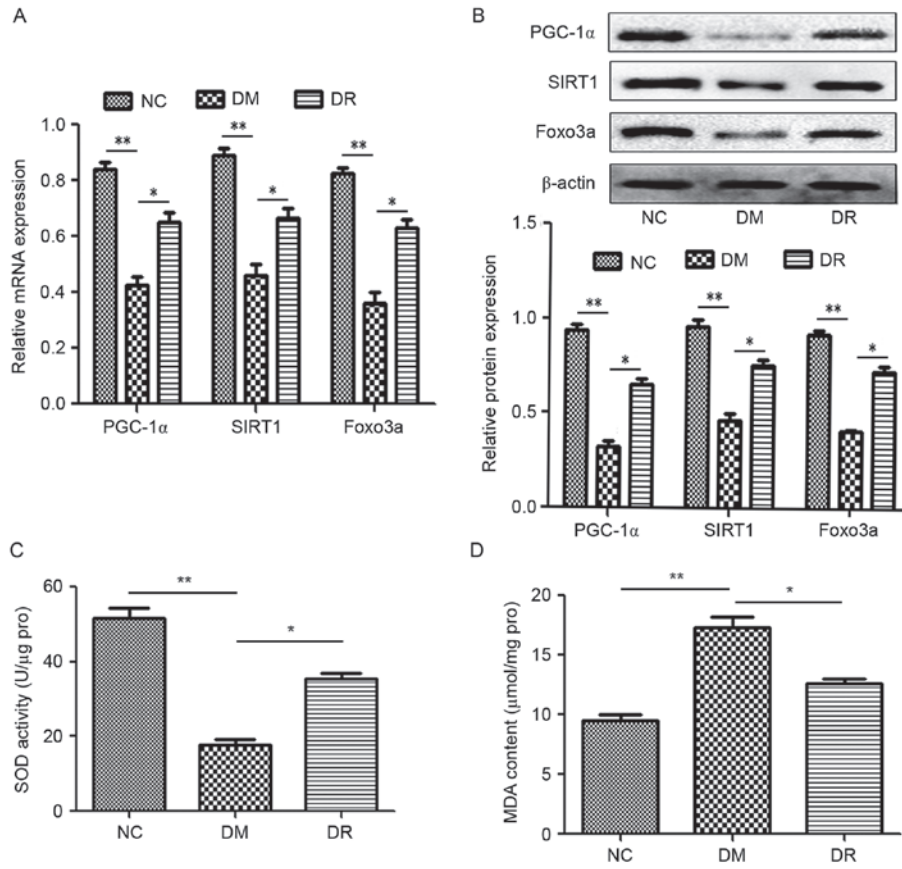 A
NC DM DR
Relative mRNA expression
1.0
0.8
0.6
0.4
0.2
0.0
** * ** * ** *
PGC-1α SIRT1 Foxo3a
B
PGC-1α
SIRT1
Foxo3a
β-actin
NC DM DR
NC DM DR
Relative protein expression
1.5
1.0
0.5
0.0
** * ** * ** *
PGC-1α SIRT1 Foxo3a
C
SOD activity (U/μg pro)
60
40
20
0
** *
NC DM DR
D
MDA content (μmol/mg pro)
20
15
10
5
0
** *
NC DM DR